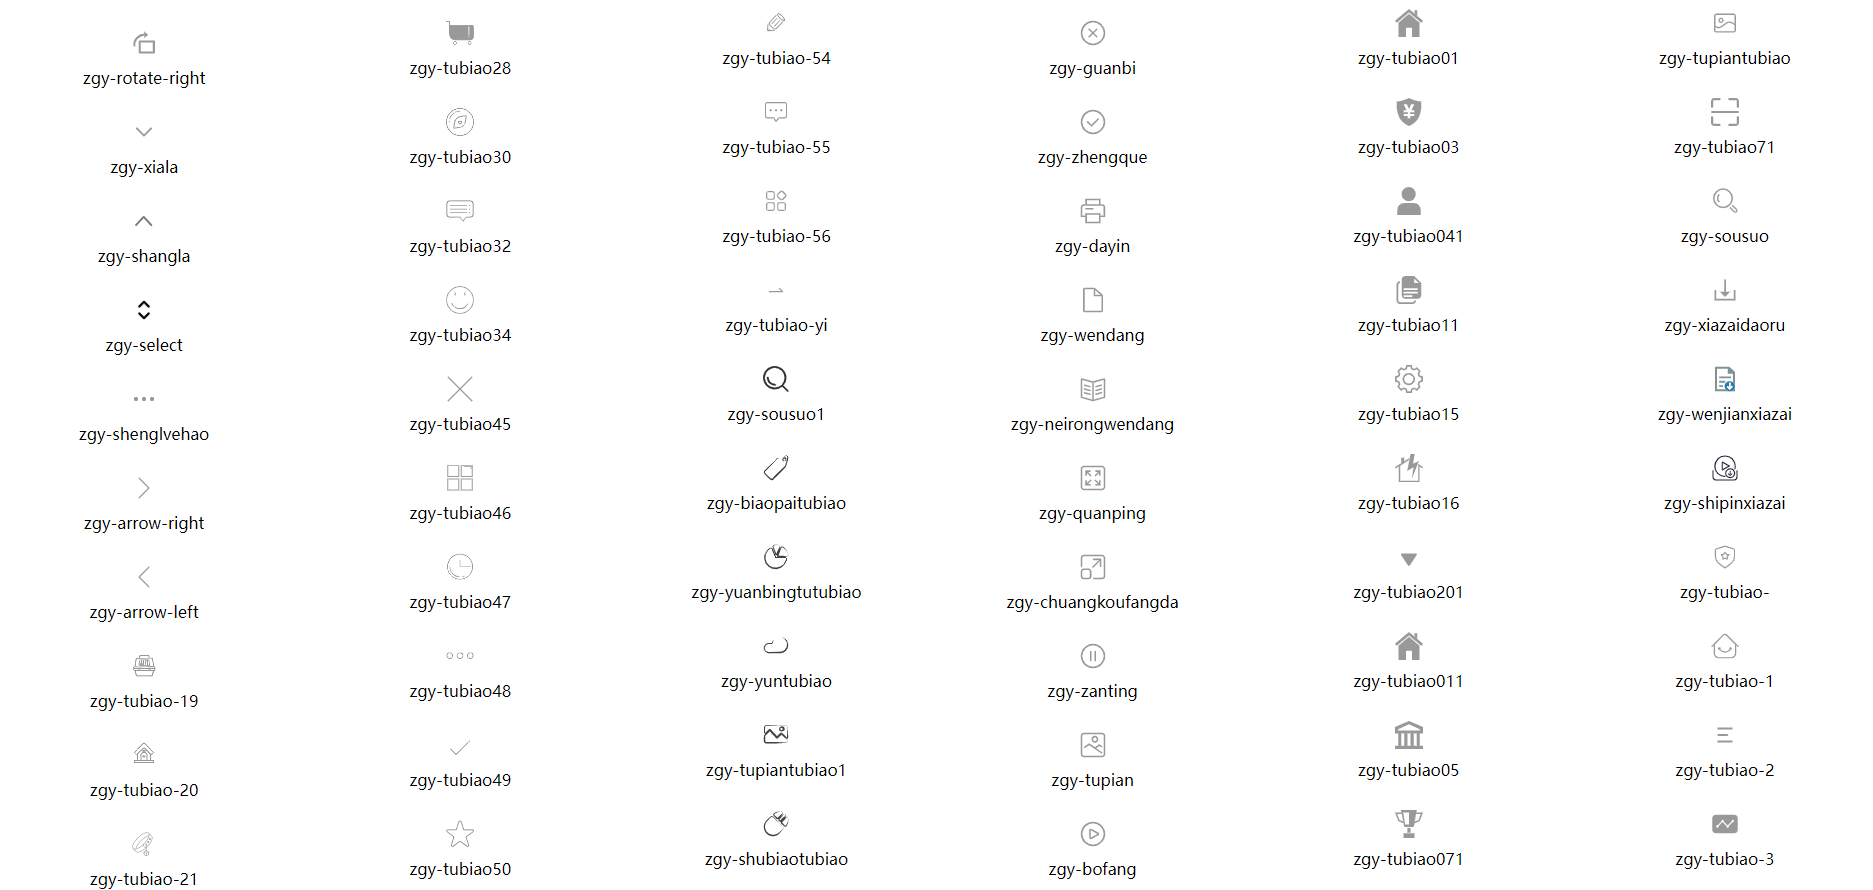 zgy-rotate-right
zgy-xiala
zgy-shangla
zgy-select
zgy-shenglvehao
zgy-arrow-right
zgy-arrow-left
zgy-tubiao-19
zgy-tubiao-20
zgy-tubiao-21
zgy-tubiao28
zgy-tubiao30
zgy-tubiao32
zgy-tubiao34
zgy-tubiao45
zgy-tubiao46
zgy-tubiao47
zgy-tubiao48
zgy-tubiao49
zgy-tubiao50
zgy-tubiao-54
zgy-tubiao-55
zgy-tubiao-56
zgy-tubiao-yi
zgy-sousuo1
zgy-biaopaitubiao
zgy-yuanbingtutubiao
zgy-yuntubiao
zgy-tupiantubiao1
zgy-shubiaotubiao
zgy-guanbi
zgy-zhengque
zgy-dayin
zgy-wendang
zgy-neirongwendang
zgy-quanping
zgy-chuangkoufangda
zgy-zanting
zgy-tupian
zgy-bofang
zgy-tubiao01
zgy-tubiao03
zgy-tubiao041
zgy-tubiao11
zgy-tubiao15
zgy-tubiao16
zgy-tubiao201
zgy-tubiao011
zgy-tubiao05
zgy-tubiao071
zgy-tupiantubiao
zgy-tubiao71
zgy-sousuo
zgy-xiazaidaoru
zgy-wenjianxiazai
zgy-shipinxiazai
zgy-tubiao-
zgy-tubiao-1
zgy-tubiao-2
zgy-tubiao-3